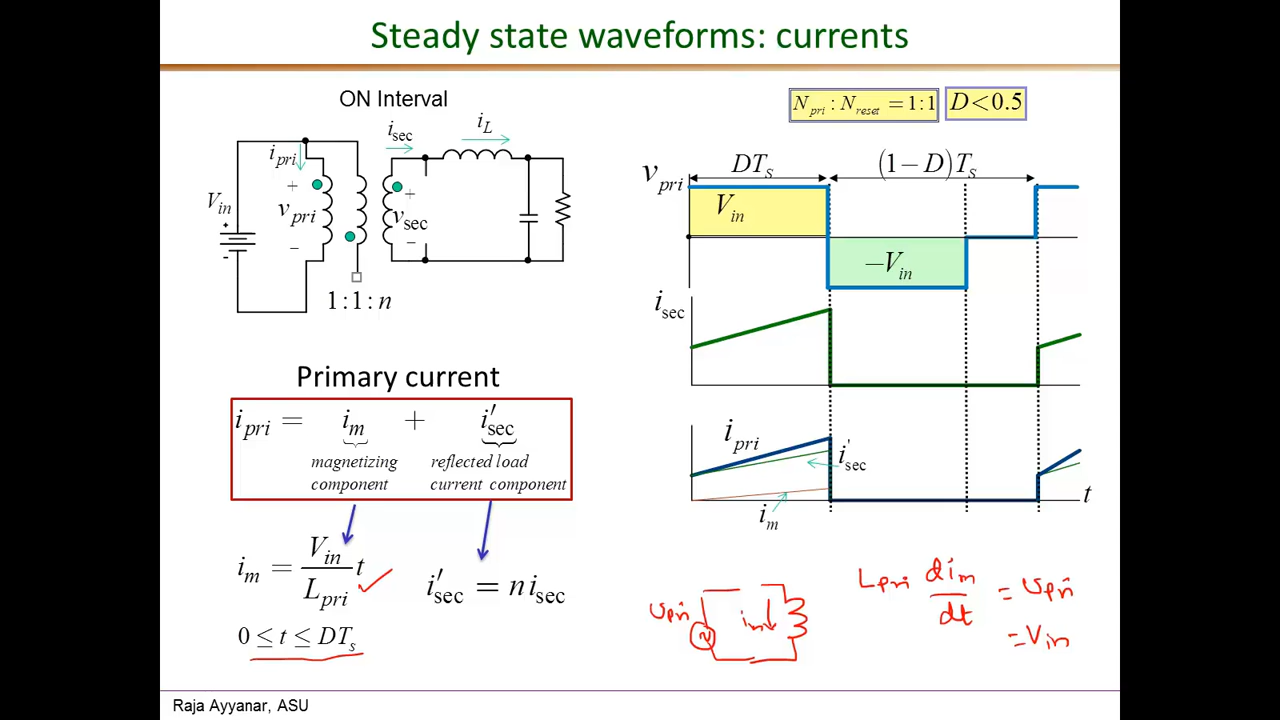 Steady state waveforms: currents
ON Interval
i_sec
i_L
i_pri
V_in
+
-
+
v_pri
−
+
v_sec
−
1:1:n
Primary current
i_pri = i_m + i'_sec
magnetizing component
reflected load current component
i_m = V_in / L_pri t
0 ≤ t ≤ DT_s
i'_sec = n i_sec
N_pri : N_reset = 1:1
D < 0.5
v_pri
DT_s
(1−D)T_s
V_in
−V_in
i_sec
i_pri
i'_sec
i_m
t
v_pri
i_m
L_pri di_m/dt = v_pri
= V_in
Raja Ayyanar, ASU